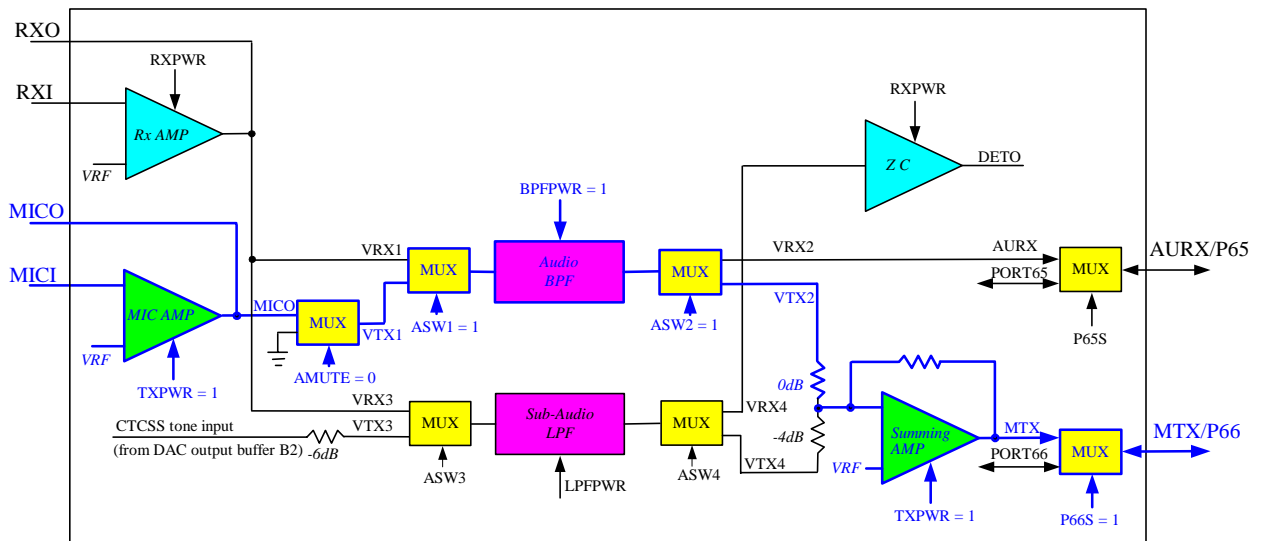 RXO
RXPWR
RXPWR
RXI
Rx AMP
Z C
DETO
VRF
BPFPWR = 1
MICO
VRX1
VRX2
AURX
AURX/P65
MUX
Audio
BPF
MUX
MUX
MICI
PORT65
VTX2
MICO
MIC AMP
MUX
VTX1
ASW1 = 1
ASW2 = 1
P65S
VRF
AMUTE = 0
TXPWR = 1
0dB
VRX3
VRX4
Sub-Audio
LPF
CTCSS tone input
VTX3
MUX
MUX
-4dB
Summing
AMP
MTX
MTX/P66
(from DAC output buffer B2)
-6dB
MUX
VTX4
VRF
PORT66
ASW3
ASW4
LPFPWR
TXPWR = 1
P66S = 1